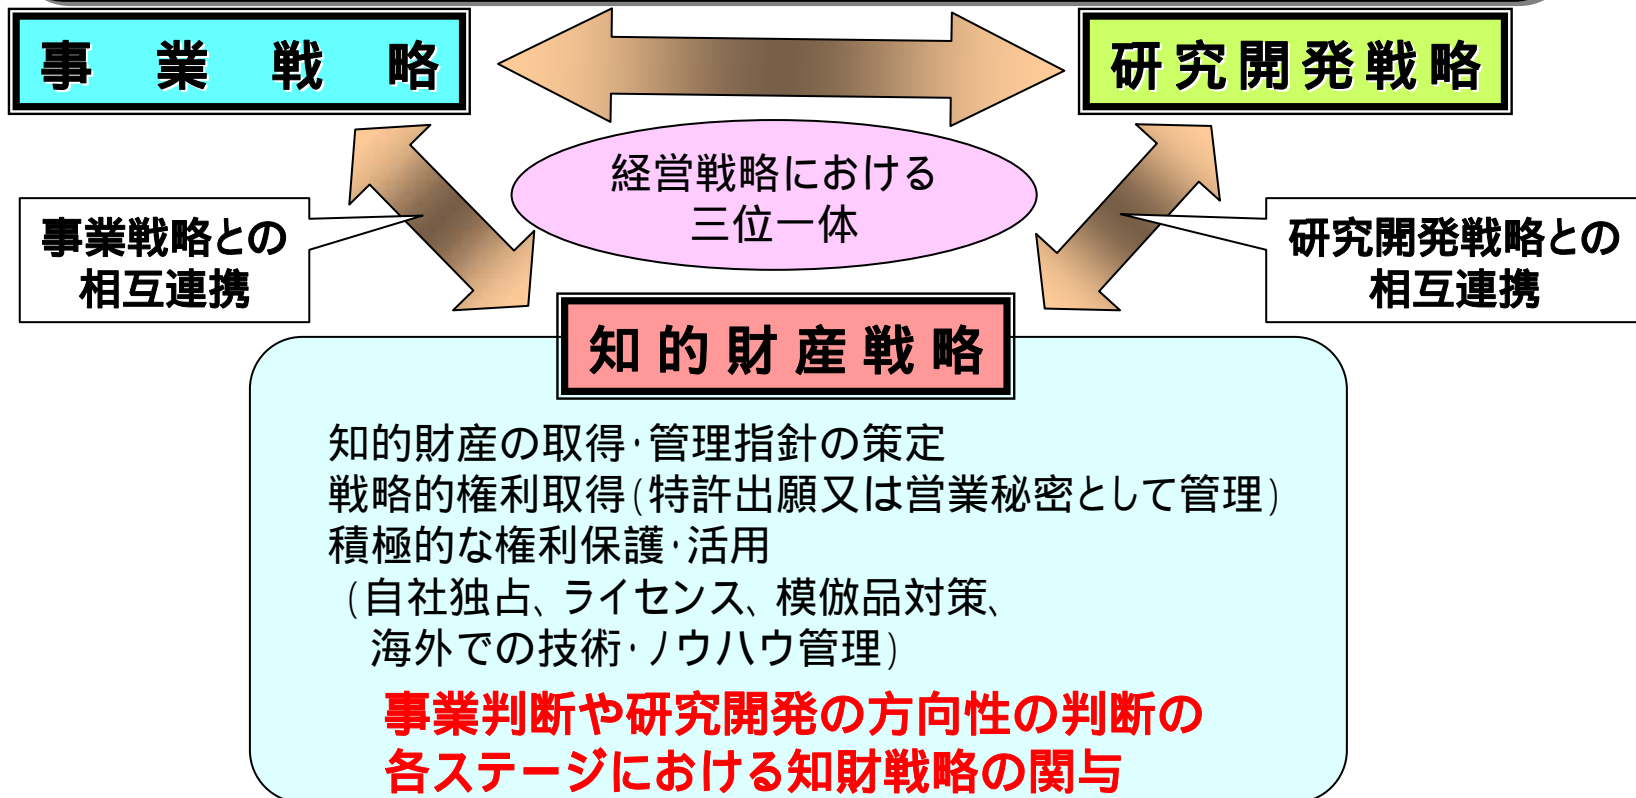 事業戦略
研究開発戦略
経営戦略における
三位一体
事業戦略との
相互連携
研究開発戦略との
相互連携
知的財産戦略
知的財産の取得・管理指針の策定
戦略的権利取得(特許出願又は営業秘密として管理)
積極的な権利保護・活用
(自社独占、ライセンス、模倣品対策、
海外での技術・ノウハウ管理)
事業判断や研究開発の方向性の判断の
各ステージにおける知財戦略の関与